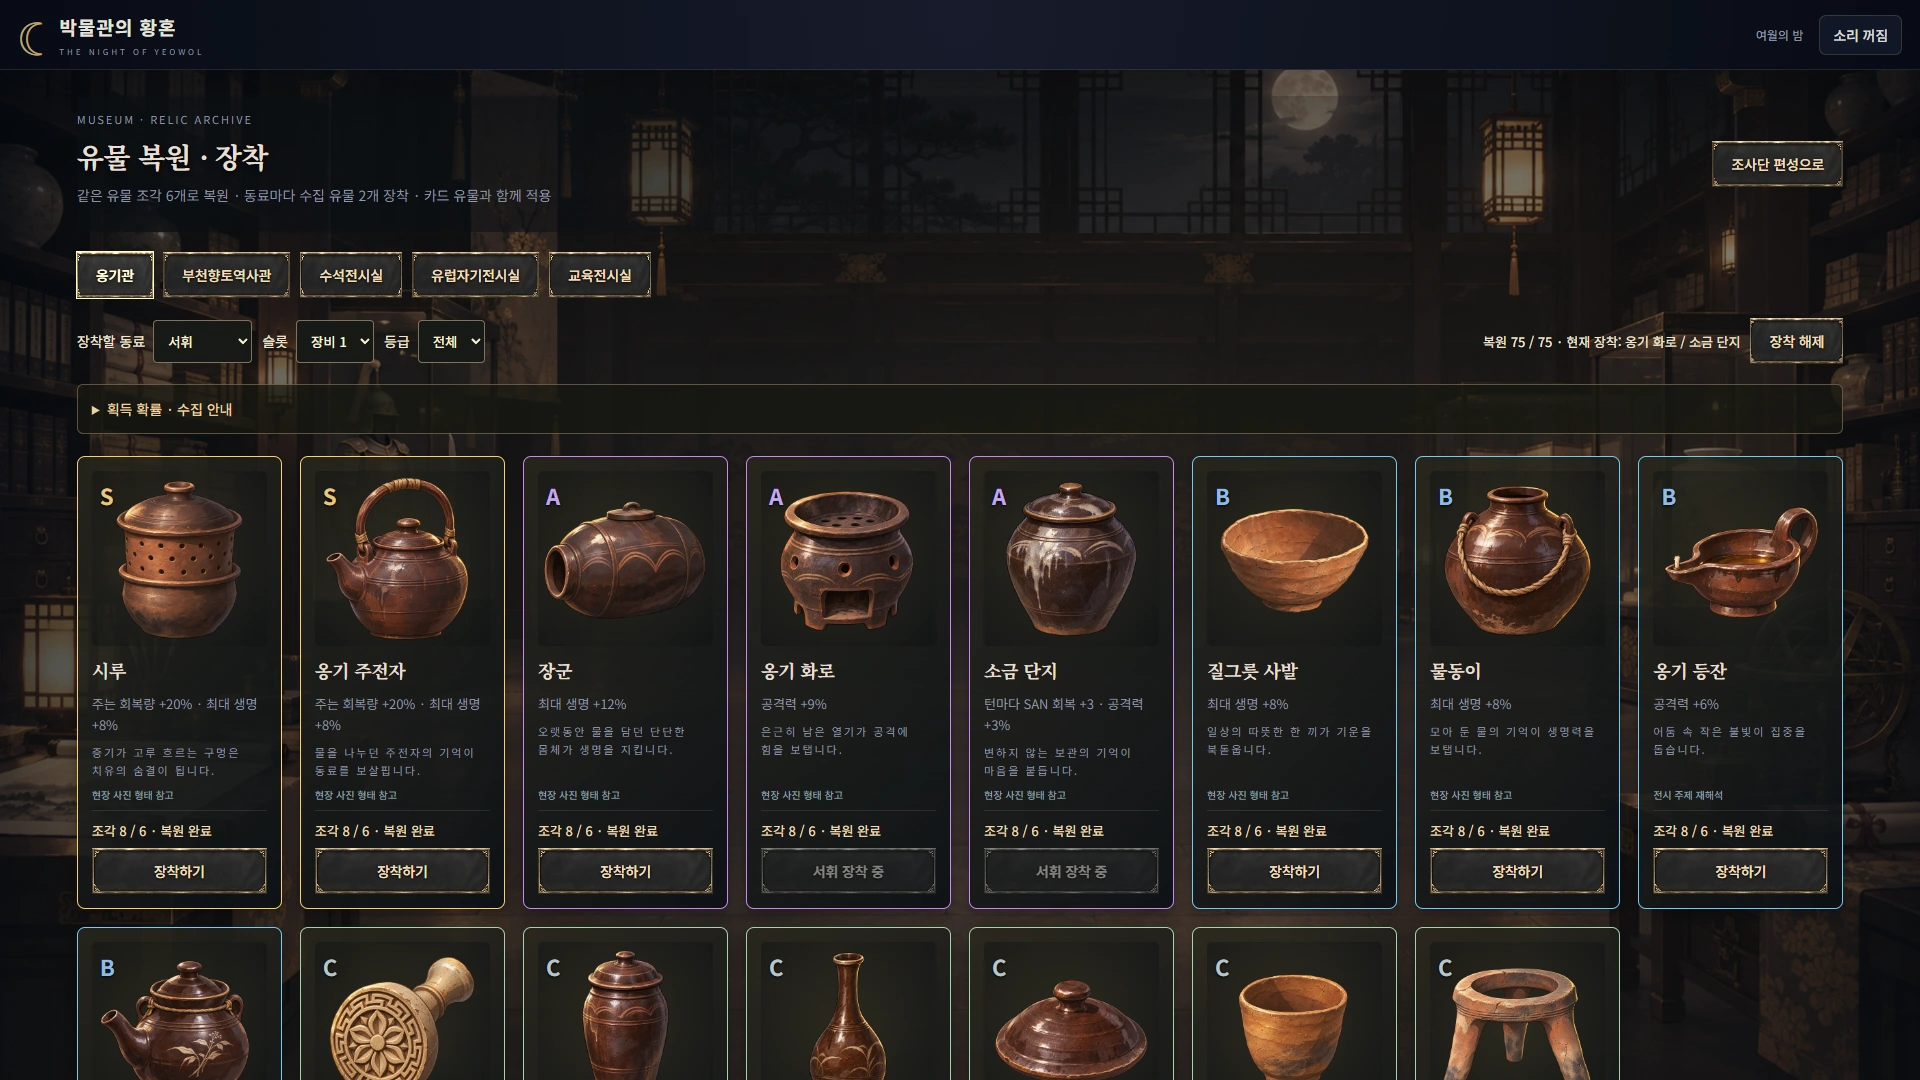 박물관의 황혼
THE NIGHT OF YEOWOL
여월의 밤
소리 꺼짐
MUSEUM · RELIC ARCHIVE
유물 복원 · 장착
같은 유물 조각 6개로 복원 · 동료마다 수집 유물 2개 장착 · 카드 유물과 함께 적용
조사단 편성으로
옹기관
부천향토역사관
수석전시실
유럽자기전시실
교육전시실
장착할 동료
서휘
슬롯
장비 1
등급
전체
복원 75 / 75 · 현재 장착: 옹기 화로 / 소금 단지
장착 해제
▶ 획득 확률 · 수집 안내
S
시루
주는 회복량 +20% · 최대 생명
+8%
증기가 고루 흐르는 구멍은
치유의 숨결이 됩니다.
현장 사진 형태 참고
조각 8 / 6 · 복원 완료
장착하기
S
옹기 주전자
주는 회복량 +20% · 최대 생명
+8%
물을 나누던 주전자의 기억이
동료를 보살핍니다.
현장 사진 형태 참고
조각 8 / 6 · 복원 완료
장착하기
A
장군
최대 생명 +12%
오랫동안 물을 담던 단단한
몸체가 생명을 지킵니다.
현장 사진 형태 참고
조각 8 / 6 · 복원 완료
장착하기
A
옹기 화로
공격력 +9%
은근히 남은 열기가 공격에
힘을 보탭니다.
현장 사진 형태 참고
조각 8 / 6 · 복원 완료
서휘 장착 중
A
소금 단지
턴마다 SAN 회복 +3 · 공격력
+3%
변하지 않는 보관의 기억이
마음을 붙듭니다.
현장 사진 형태 참고
조각 8 / 6 · 복원 완료
서휘 장착 중
B
질그릇 사발
최대 생명 +8%
일상의 따뜻한 한 끼가 기운을
북돋웁니다.
현장 사진 형태 참고
조각 8 / 6 · 복원 완료
장착하기
B
물동이
최대 생명 +8%
모아 둔 물의 기억이 생명력을
보탭니다.
현장 사진 형태 참고
조각 8 / 6 · 복원 완료
장착하기
B
옹기 등잔
공격력 +6%
어둠 속 작은 불빛이 집중을
돕습니다.
전시 주제 재해석
조각 8 / 6 · 복원 완료
장착하기
B
C
C
C
C
C
C